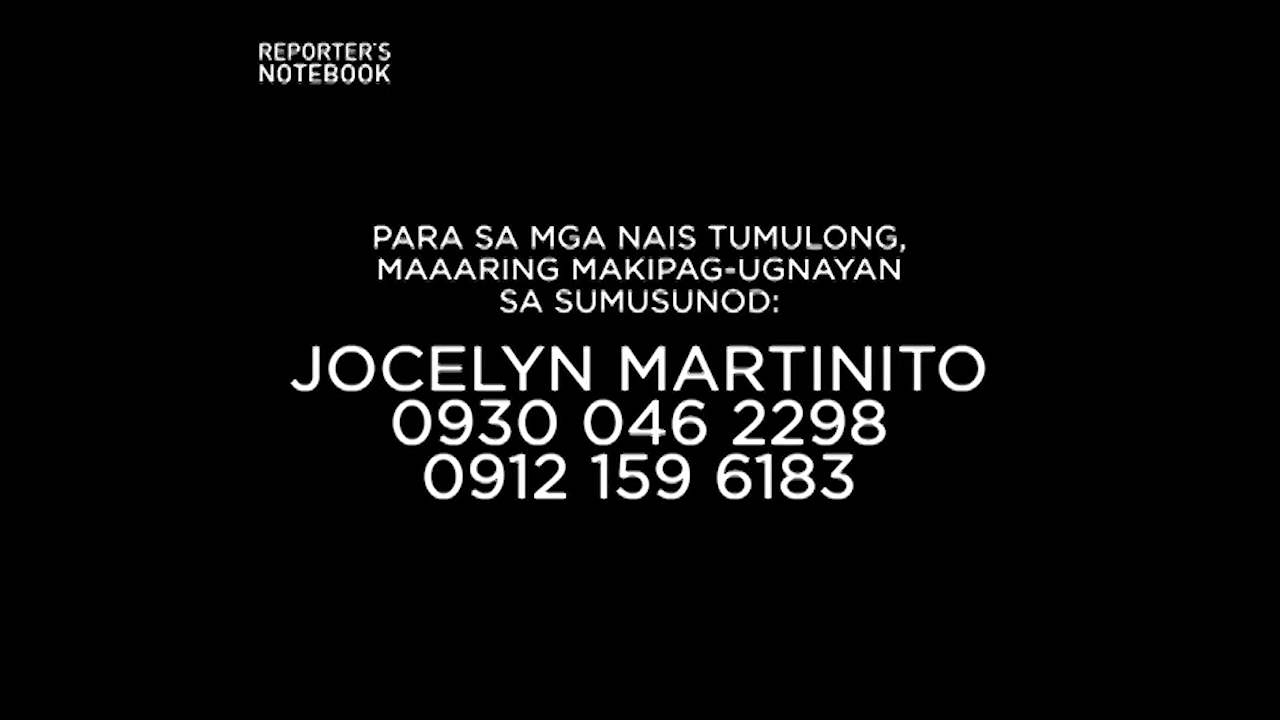 REPORTER'S
NOTEBOOK
PARA SA MGA NAIS TUMULONG,
MAAARING MAKIPAG-UGNAYAN
SA SUMUSUNOD:
JOCELYN MARTINITO
0930 046 2298
0912 159 6183